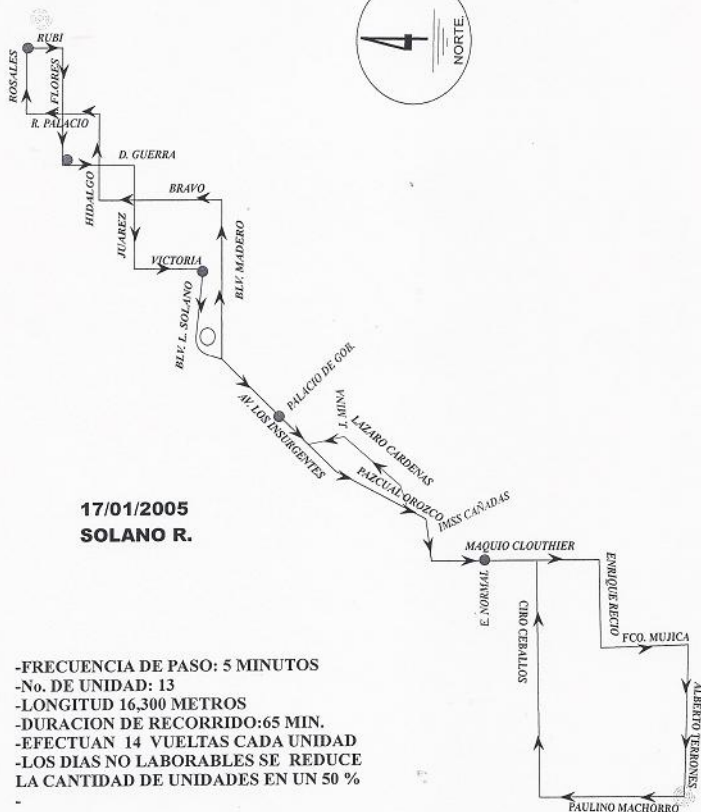 NORTE.
RUBI
ROSALES
FLORES
R. PALACIO
D. GUERRA
HIDALGO
BRAVO
JUAREZ
BLV. MADERO
VICTORIA
BLV. L. SOLANO
PALACIO DE GOB.
AV. LOS INSURGENTES
J. MINA
LAZARO CARDENAS
PAZCUAL OROZCO
IMSS CAÑADAS
17/01/2005
SOLANO R.
MAQUIO CLOUTHIER
E. NORMAL
CIRO CEBALLOS
ENRIQUE RECIO
FCO. MUJICA
ALBERTO TERRONES
PAULINO MACHORRO
-FRECUENCIA DE PASO: 5 MINUTOS
-No. DE UNIDAD: 13
-LONGITUD 16,300 METROS
-DURACION DE RECORRIDO:65 MIN.
-EFECTUAN 14 VUELTAS CADA UNIDAD
-LOS DIAS NO LABORABLES SE REDUCE
LA CANTIDAD DE UNIDADES EN UN 50 %
-